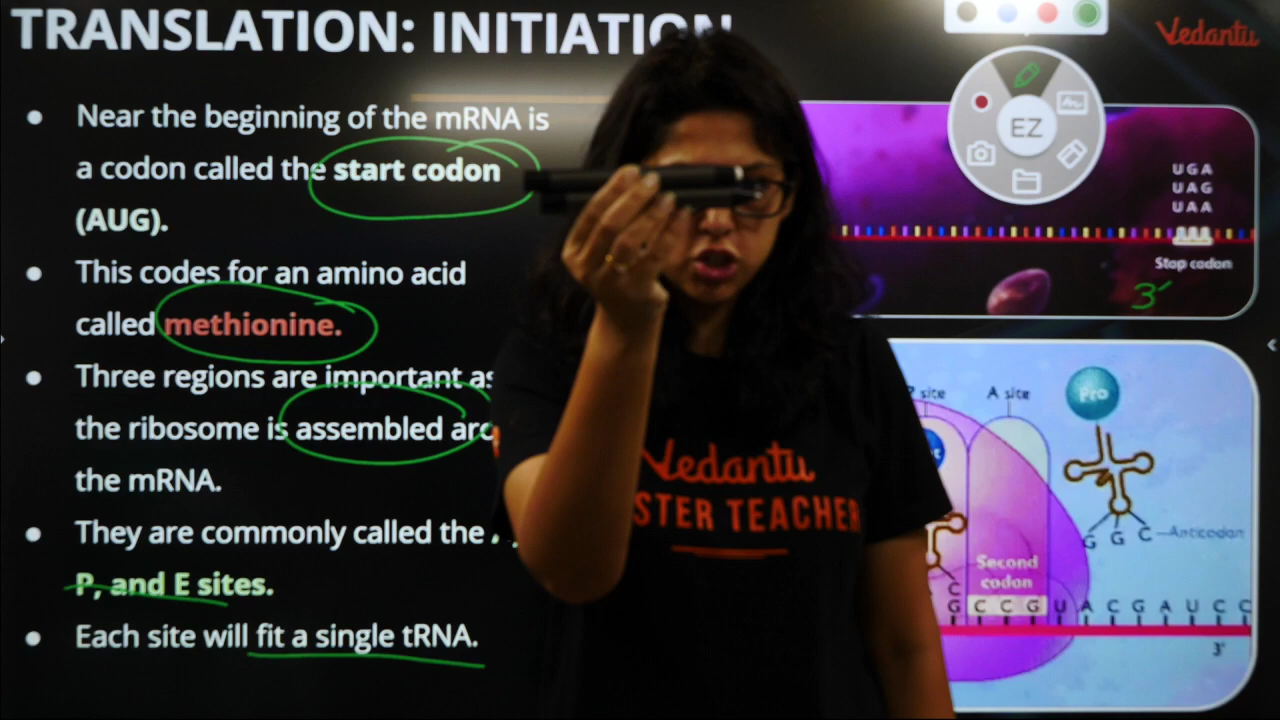 TRANSLATION: INITIATION
Vedantu
EZ
• Near the beginning of the mRNA is
a codon called the start codon
(AUG).
• This codes for an amino acid
called methionine.
• Three regions are important as
the ribosome is assembled
the mRNA.
• They are commonly called the
P, and E sites.
• Each site will fit a single tRNA.
UGA
UAG
UAA
Stop codon
3′
P site
A site
Pro
G G C
Anticodon
Second
codon
C
G C C G U A C G A U C C
3'
Vedantu
STER TEACHER